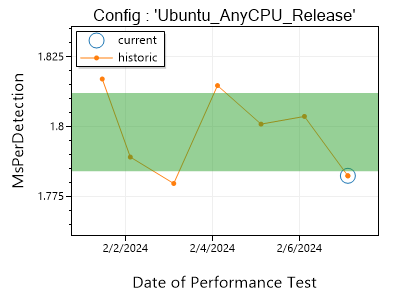 Config : 'Ubuntu_AnyCPU_Release'
current
historic
1.825
1.8
1.775
MsPerDetection
2/2/2024
2/4/2024
2/6/2024
Date of Performance Test